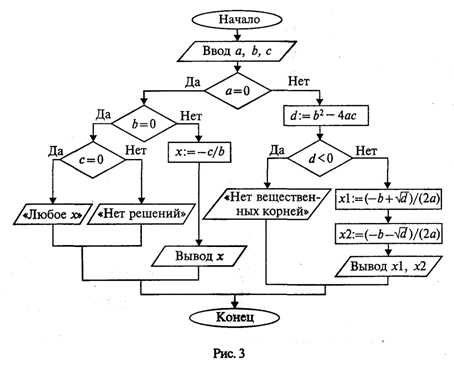 Начало
Ввод a, b, c
Да
a=0
Нет
Да
b=0
Нет
d:=b²−4ac
Да
c=0
Нет
x:=−c/b
Да
d<0
Нет
«Любое x»
«Нет решений»
«Нет веществен-
ных корней»
x1:=(−b+√d)/(2a)
x2:=(−b−√d)/(2a)
Вывод x
Вывод x1, x2
Конец
Рис. 3